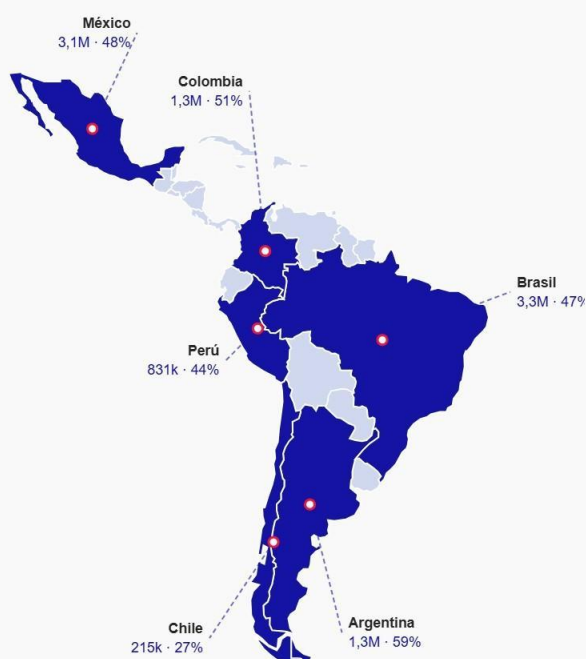 México
3,1M · 48%
Colombia
1,3M · 51%
Brasil
3,3M · 47%
Perú
831k · 44%
Chile
215k · 27%
Argentina
1,3M · 59%